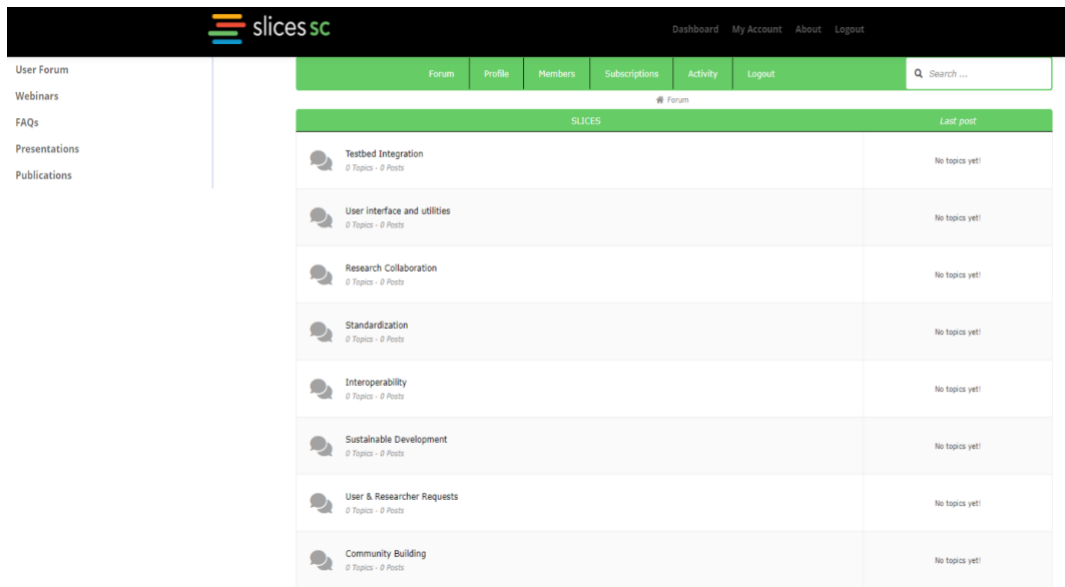 slices sc
Dashboard My Account About Logout
User Forum
Webinars
FAQs
Presentations
Publications
Forum Profile Members Subscriptions Activity Logout
Search ...
Forum
SLICES Last post
Testbed Integration
0 Topics - 0 Posts
No topics yet!
User interface and utilities
0 Topics - 0 Posts
No topics yet!
Research Collaboration
0 Topics - 0 Posts
No topics yet!
Standardization
0 Topics - 0 Posts
No topics yet!
Interoperability
0 Topics - 0 Posts
No topics yet!
Sustainable Development
0 Topics - 0 Posts
No topics yet!
User & Researcher Requests
0 Topics - 0 Posts
No topics yet!
Community Building
0 Topics - 0 Posts
No topics yet!